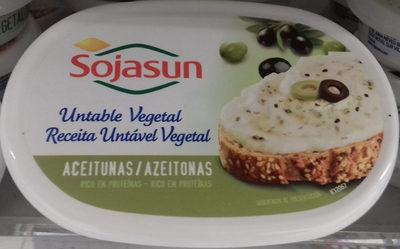 Sojasun
Untable Vegetal
Receita Untável Vegetal
ACEITUNAS/AZEITONAS
RICO EN PROTEÍNAS - RICO EM PROTEÍNAS